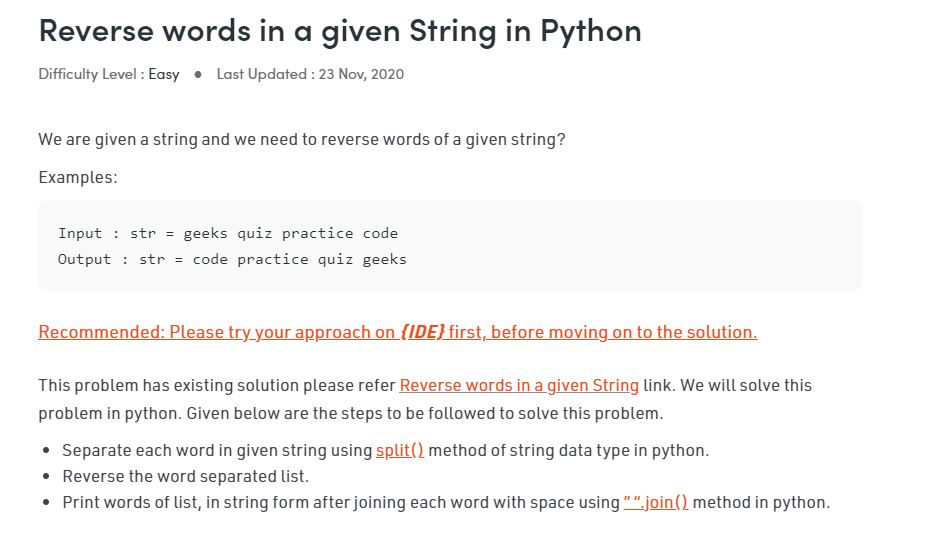 Reverse words in a given String in Python
Difficulty Level : Easy ● Last Updated : 23 Nov, 2020
We are given a string and we need to reverse words of a given string?
Examples:
Input : str = geeks quiz practice code
Output : str = code practice quiz geeks
Recommended: Please try your approach on {IDE} first, before moving on to the solution.
This problem has existing solution please refer Reverse words in a given String link. We will solve this
problem in python. Given below are the steps to be followed to solve this problem.
• Separate each word in given string using split() method of string data type in python.
• Reverse the word separated list.
• Print words of list, in string form after joining each word with space using ” “.join() method in python.